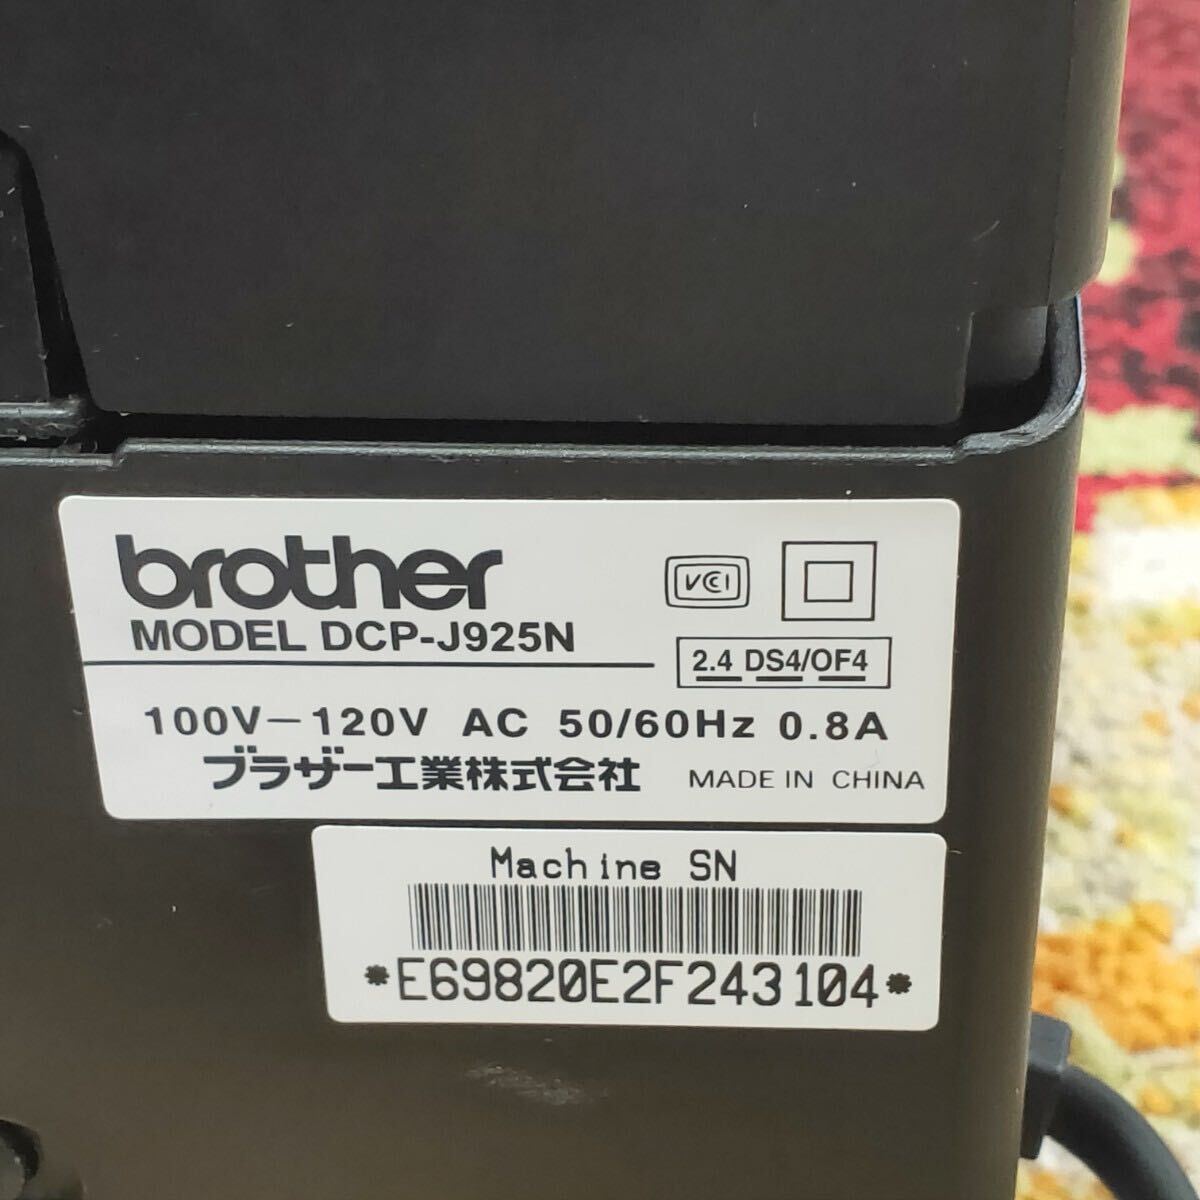 brother
MODEL DCP-J925N
VCI
2.4 DS4/OF4
100V-120V AC 50/60Hz 0.8A
ブラザー工業株式会社 MADE IN CHINA
Machine SN
*E69820E2F243104*